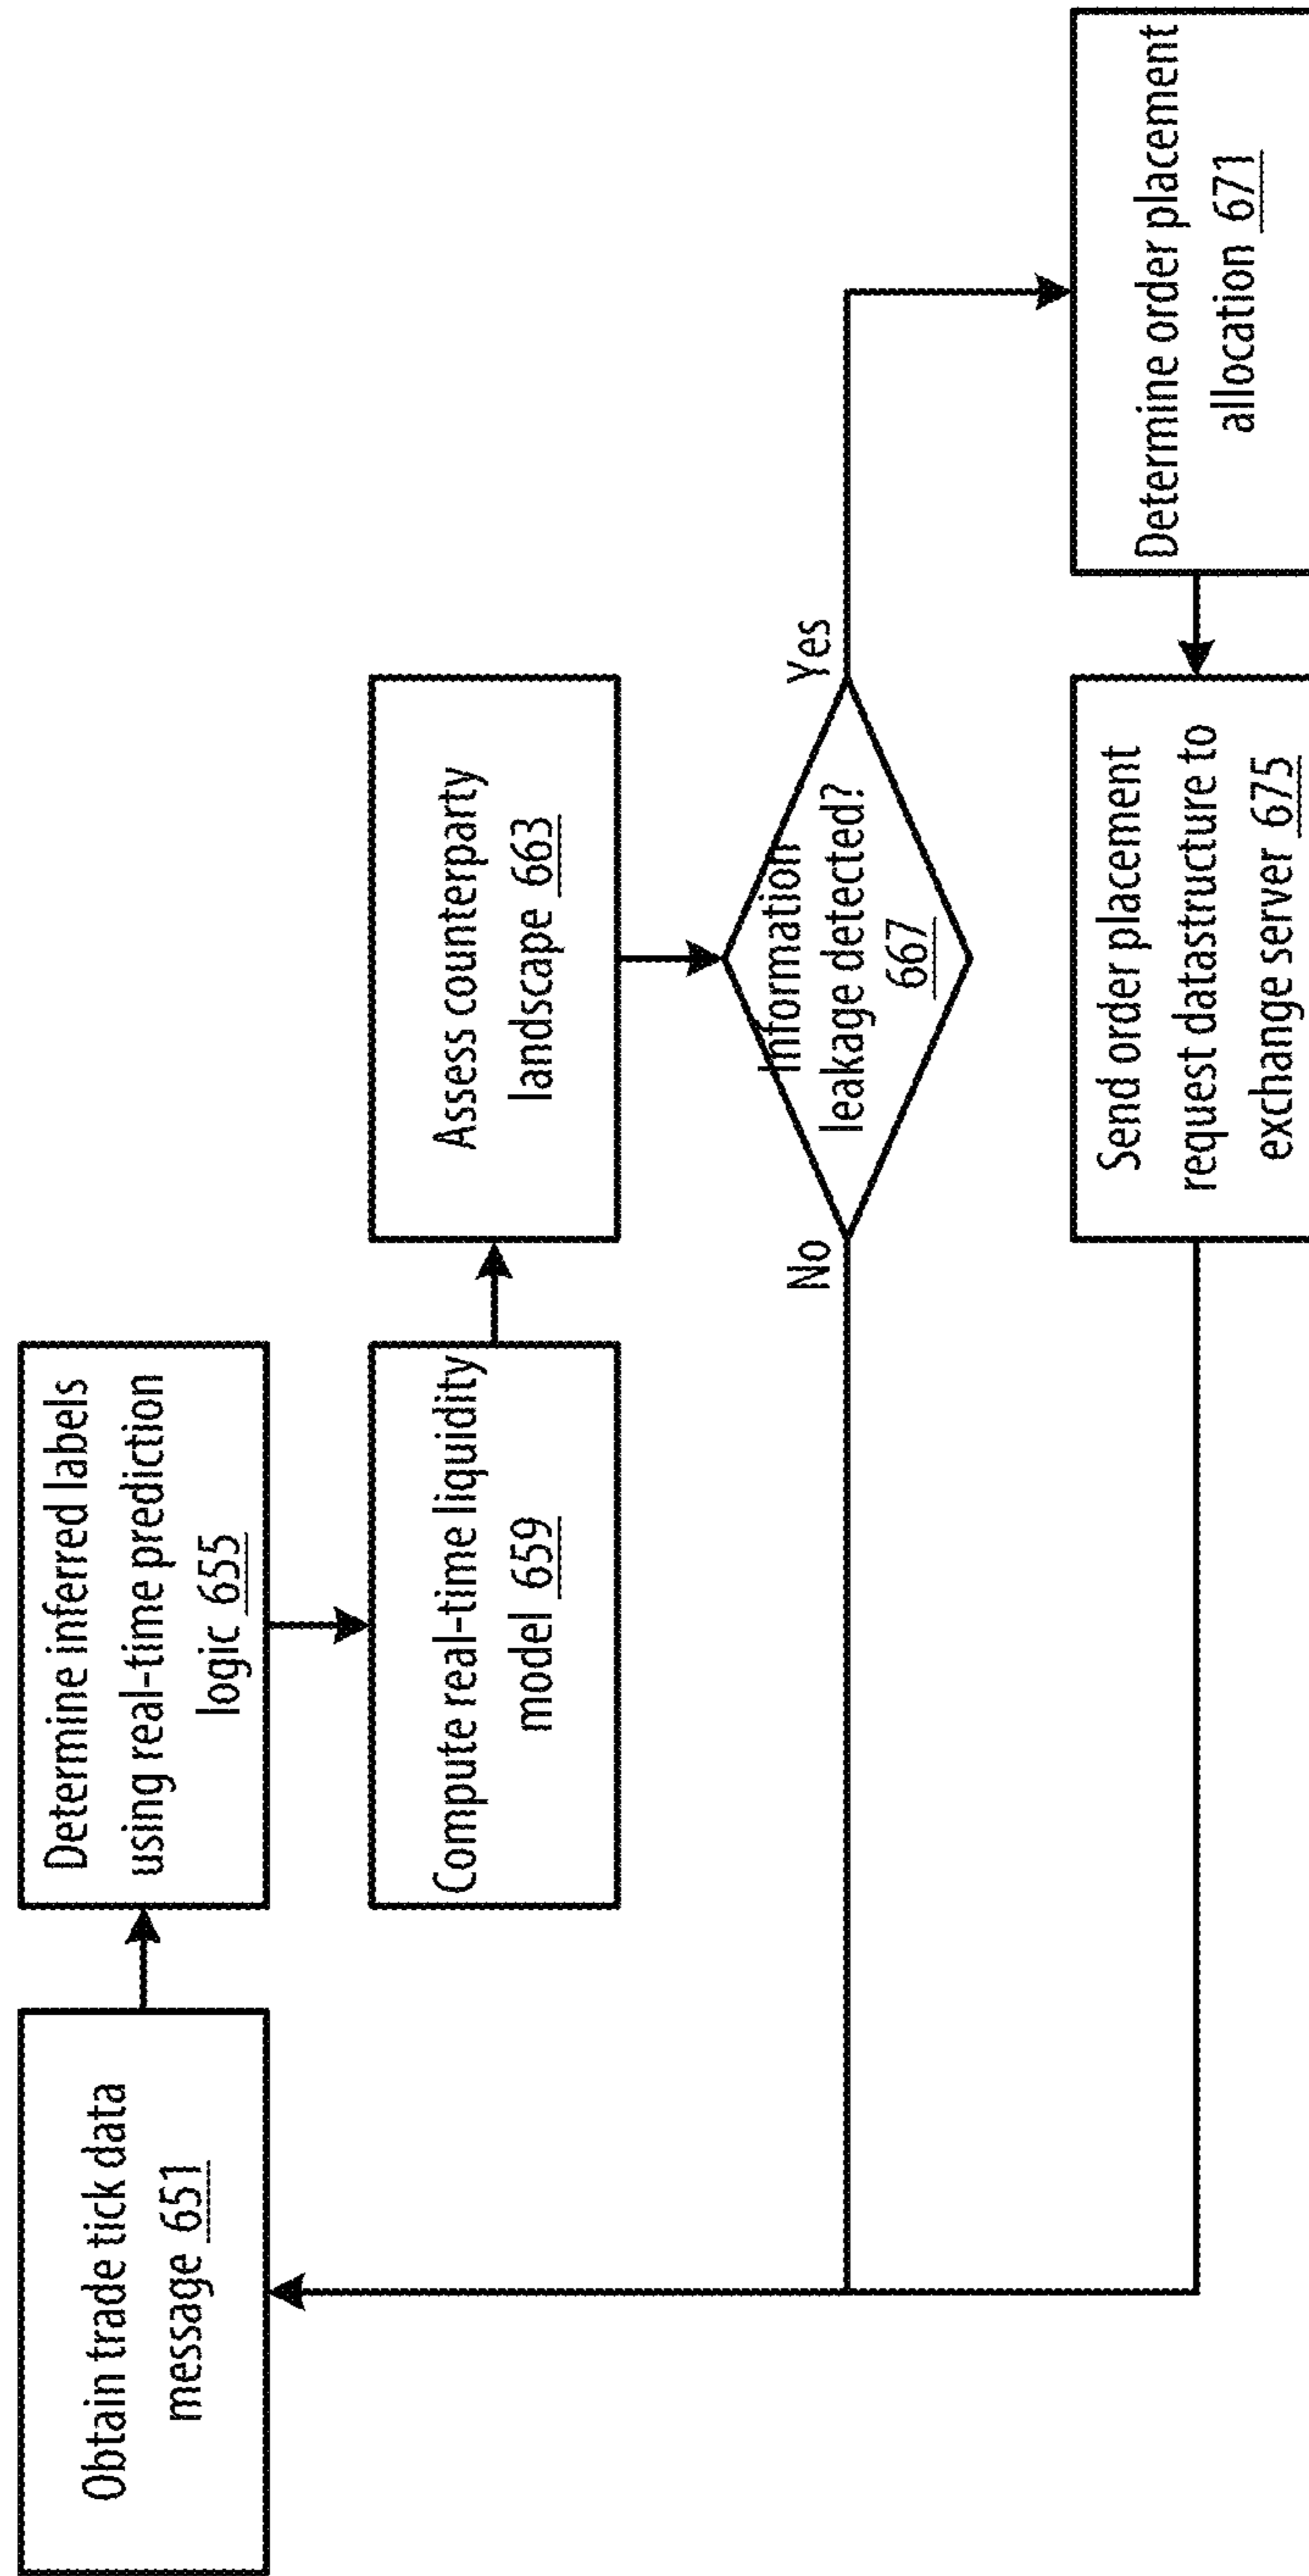 Obtain trade tick data
message 651
Determine inferred labels
using real-time prediction
logic 655
Compute real-time liquidity
model 659
Assess counterparty
landscape 663
Information
leakage detected?
667
No
Yes
Determine order placement
allocation 671
Send order placement
request datastructure to
exchange server 675